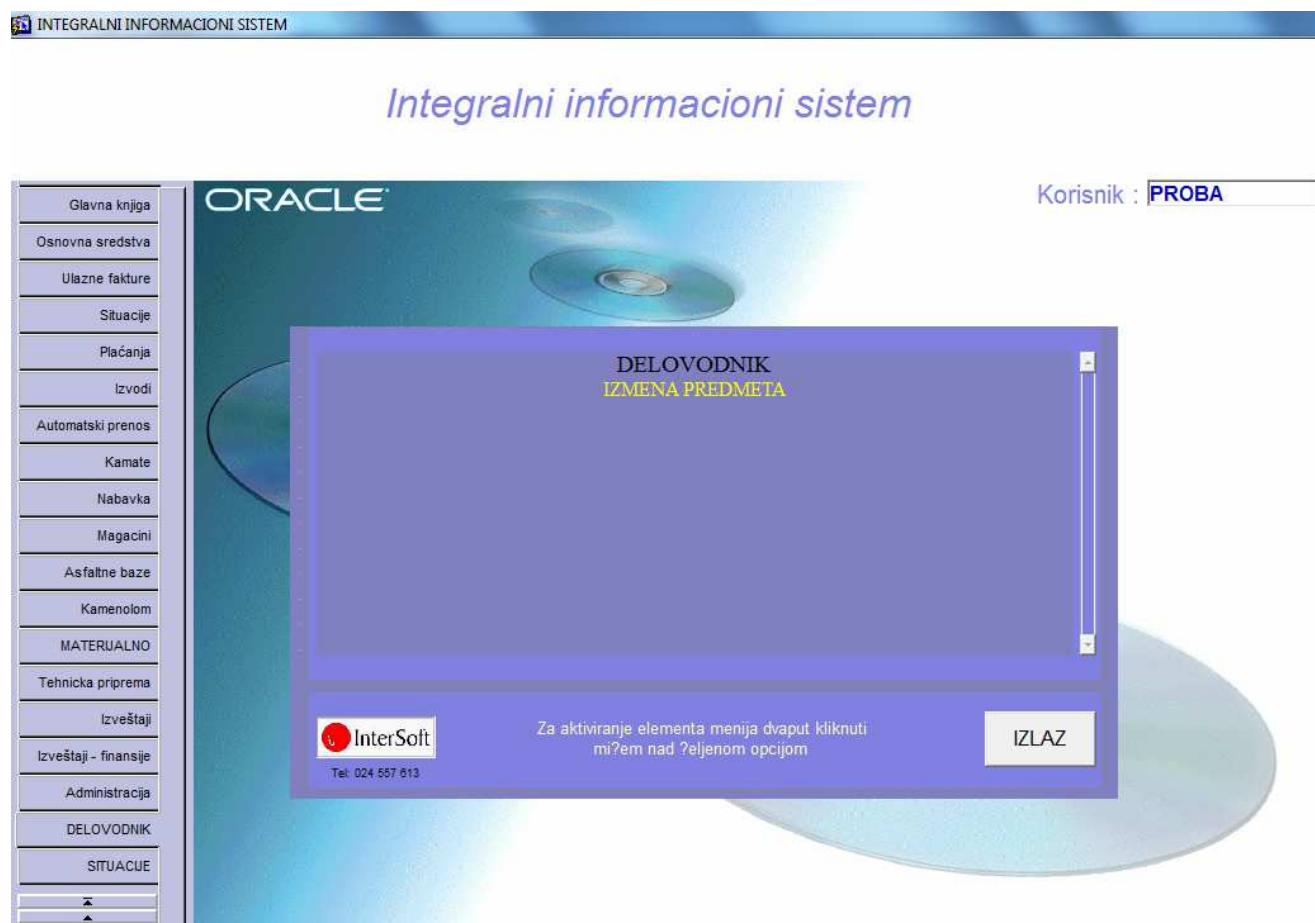 INTEGRALNI INFORMACIONI SISTEM
Integralni informacioni sistem
ORACLE
Korisnik : PROBA
Glavna knjiga
Osnovna sredstva
Ulazne fakture
Situacije
Plaćanja
Izvodi
Automatski prenos
Kamate
Nabavka
Magacini
Asfaltne baze
Kamenolom
MATERIJALNO
Tehnicka priprema
Izveštaji
Izveštaji - finansije
Administracija
DELOVODNIK
SITUACIJE
DELOVODNIK
IZMENA PREDMETA
InterSoft
Tel: 024 557 613
Za aktiviranje elementa menija dvaput kliknuti
mi?em nad ?eljenom opcijom
IZLAZ